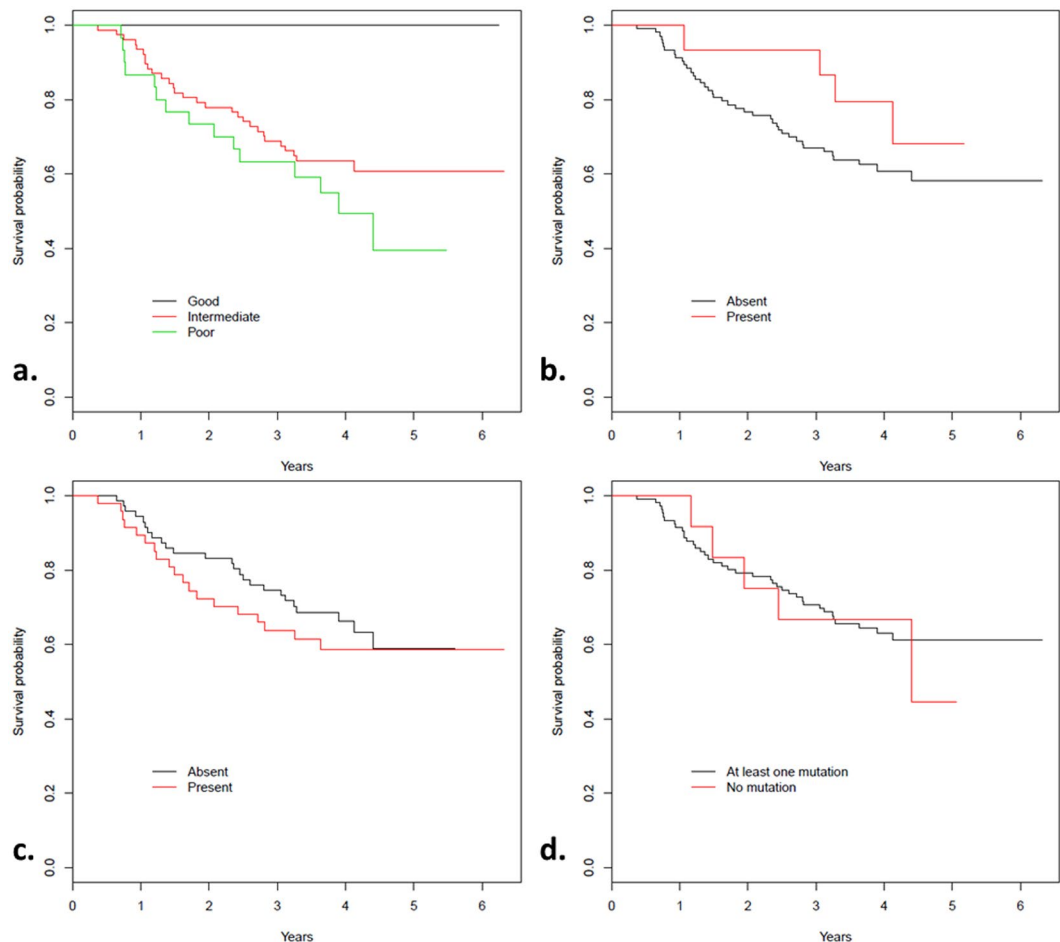 Survival probability
1.0
0.8
0.6
0.4
0.2
0.0
Good
Intermediate
Poor
a.
0 1 2 3 4 5 6
Years
Survival probability
1.0
0.8
0.6
0.4
0.2
0.0
Absent
Present
b.
0 1 2 3 4 5 6
Years
Survival probability
1.0
0.8
0.6
0.4
0.2
0.0
Absent
Present
c.
0 1 2 3 4 5 6
Years
Survival probability
1.0
0.8
0.6
0.4
0.2
0.0
At least one mutation
No mutation
d.
0 1 2 3 4 5 6
Years